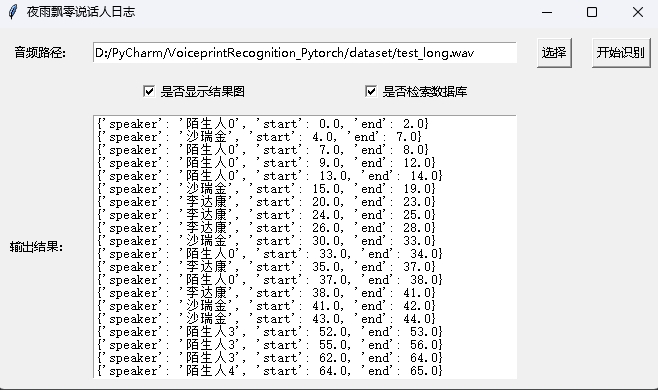 夜雨飘零说话人日志
音频路径: D:/PyCharm/VoiceprintRecognition_Pytorch/dataset/test_long.wav 选择 开始识别
是否显示结果图 是否检索数据库
输出结果:
{'speaker': '陌生人0', 'start': 0.0, 'end': 2.0}
{'speaker': '沙瑞金', 'start': 4.0, 'end': 7.0}
{'speaker': '陌生人0', 'start': 7.0, 'end': 8.0}
{'speaker': '陌生人0', 'start': 9.0, 'end': 12.0}
{'speaker': '陌生人0', 'start': 13.0, 'end': 14.0}
{'speaker': '沙瑞金', 'start': 15.0, 'end': 19.0}
{'speaker': '李达康', 'start': 20.0, 'end': 23.0}
{'speaker': '李达康', 'start': 24.0, 'end': 25.0}
{'speaker': '李达康', 'start': 26.0, 'end': 28.0}
{'speaker': '沙瑞金', 'start': 30.0, 'end': 33.0}
{'speaker': '陌生人0', 'start': 33.0, 'end': 34.0}
{'speaker': '李达康', 'start': 35.0, 'end': 37.0}
{'speaker': '陌生人0', 'start': 37.0, 'end': 38.0}
{'speaker': '李达康', 'start': 38.0, 'end': 41.0}
{'speaker': '沙瑞金', 'start': 41.0, 'end': 42.0}
{'speaker': '沙瑞金', 'start': 43.0, 'end': 44.0}
{'speaker': '陌生人3', 'start': 52.0, 'end': 53.0}
{'speaker': '陌生人3', 'start': 55.0, 'end': 56.0}
{'speaker': '陌生人3', 'start': 62.0, 'end': 64.0}
{'speaker': '陌生人4', 'start': 64.0, 'end': 65.0}